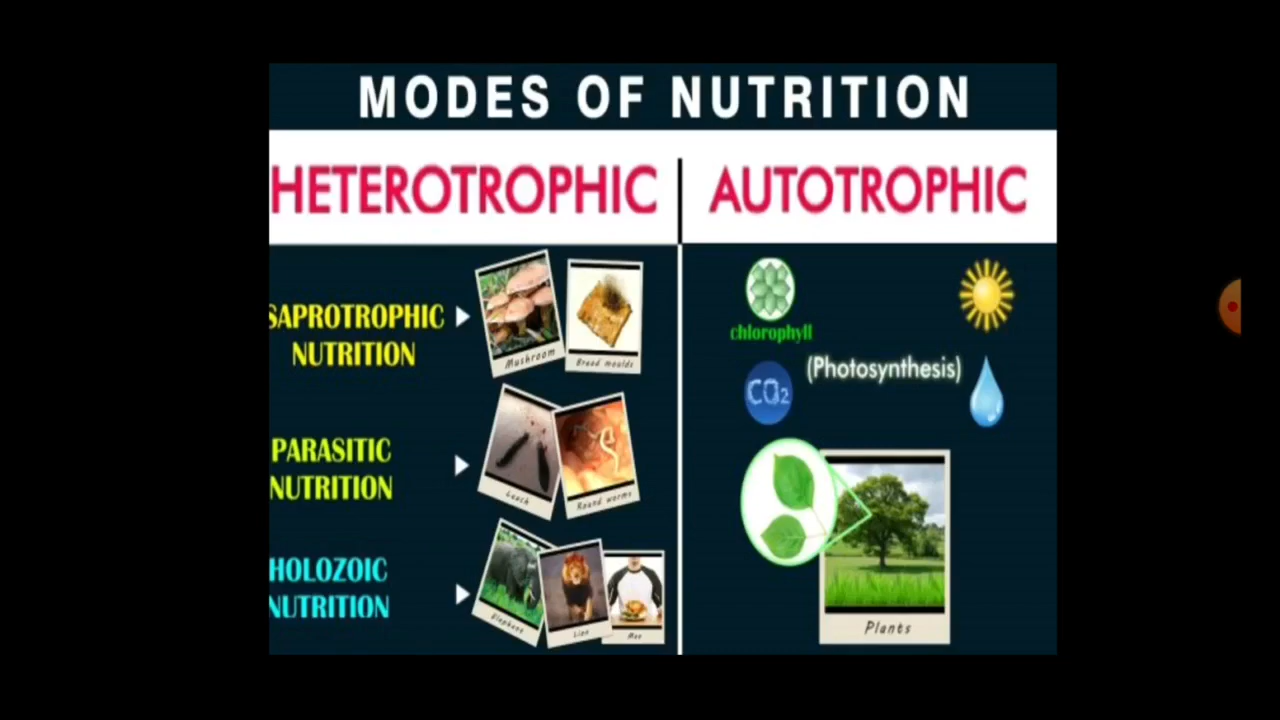 MODES OF NUTRITION
HETEROTROPHIC
AUTOTROPHIC
SAPROTROPHIC
NUTRITION
Mushroom
Bread moulds
PARASITIC
NUTRITION
Leech
Round worms
HOLOZOIC
NUTRITION
Elephant
Lion
Man
chlorophyll
(Photosynthesis)
CO2
Plants